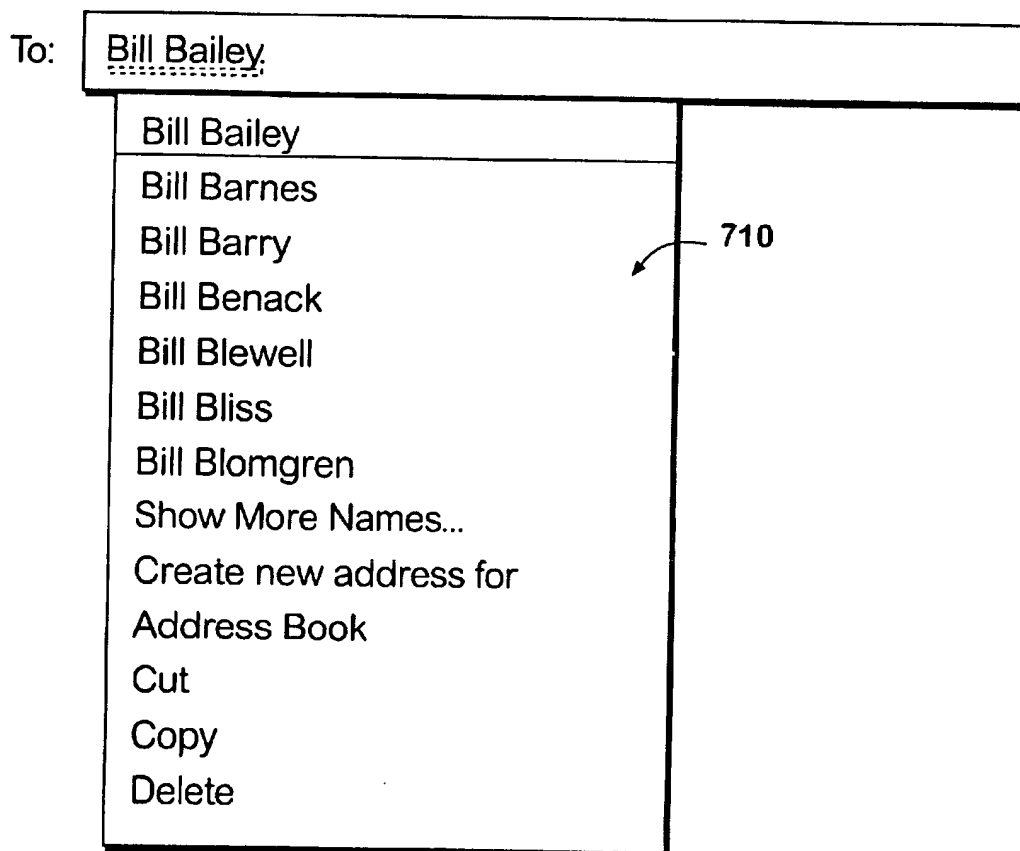 To: Bill Bailey.
Bill Bailey
Bill Barnes
Bill Barry
710
Bill Benack
Bill Blewell
Bill Bliss
Bill Blomgren
Show More Names...
Create new address for
Address Book
Cut
Copy
Delete